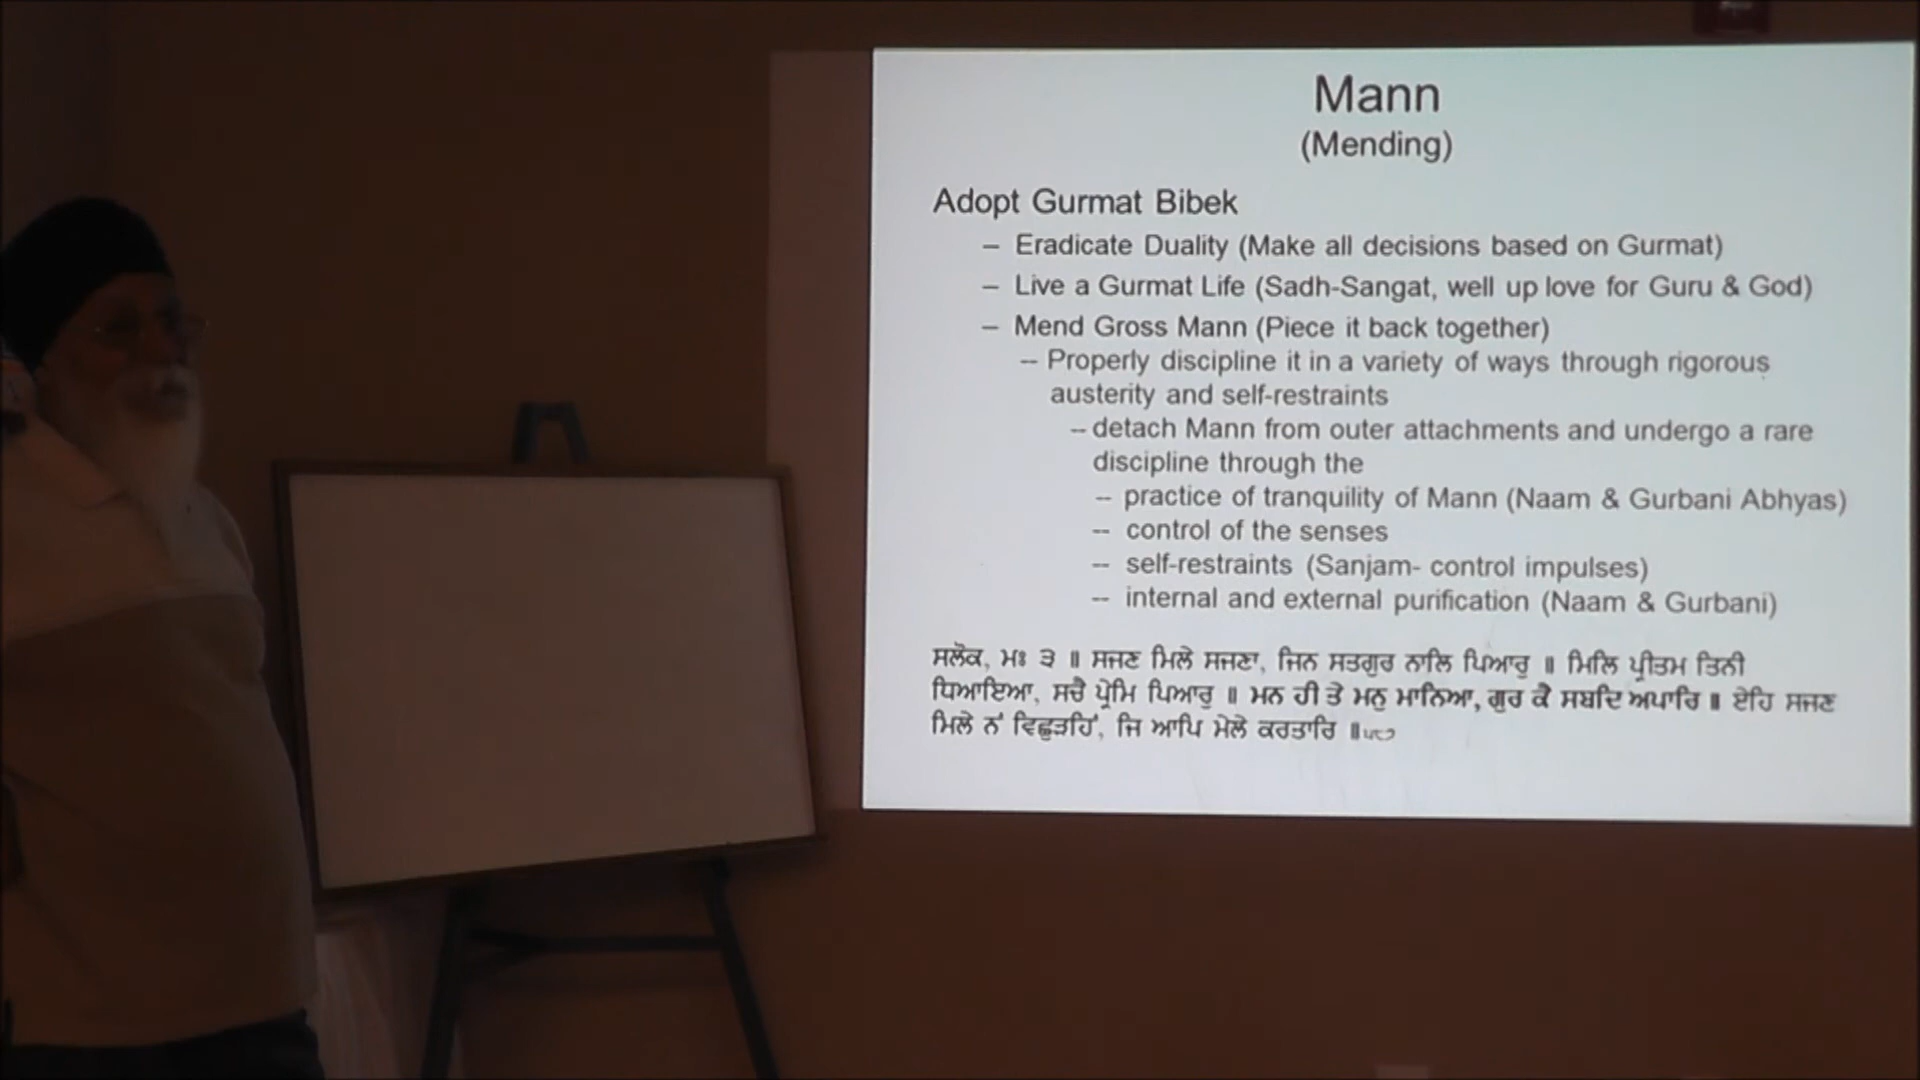 Mann
(Mending)
Adopt Gurmat Bibek
– Eradicate Duality (Make all decisions based on Gurmat)
– Live a Gurmat Life (Sadh-Sangat, well up love for Guru & God)
– Mend Gross Mann (Piece it back together)
-- Properly discipline it in a variety of ways through rigorous
austerity and self-restraints
-- detach Mann from outer attachments and undergo a rare
discipline through the
-- practice of tranquility of Mann (Naam & Gurbani Abhyas)
-- control of the senses
-- self-restraints (Sanjam- control impulses)
-- internal and external purification (Naam & Gurbani)
ਸਲੋਕ, ਮਃ ੩ ॥ ਸਜਣ ਮਿਲੇ ਸਜਣਾ, ਜਿਨ ਸਤਗੁਰ ਨਾਲਿ ਪਿਆਰੁ ॥ ਮਿਲਿ ਪ੍ਰੀਤਮ ਤਿਨੀ
ਧਿਆਇਆ, ਸਚੈ ਪ੍ਰੇਮਿ ਪਿਆਰੁ ॥ ਮਨ ਹੀ ਤੇ ਮਨੁ ਮਾਨਿਆ, ਗੁਰ ਕੈ ਸਬਦਿ ਅਪਾਰਿ ॥ ਏਹਿ ਸਜਣ
ਮਿਲੇ ਨ ਵਿਛੁੜਹਿਂ, ਜਿ ਆਪਿ ਮੇਲੇ ਕਰਤਾਰਿ ॥